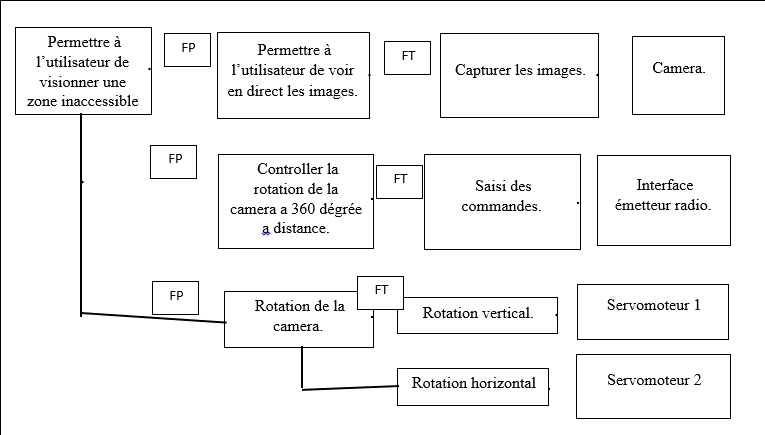 Permettre à
l'utilisateur de
visionner une
zone inaccessible
FP
Permettre à
l'utilisateur de voir
en direct les images.
FT
Capturer les images.
Camera.
FP
Controller la
rotation de la
camera a 360 dégrée
a distance.
FT
Saisi des
commandes.
Interface
émetteur radio.
FP
Rotation de la
camera.
FT
Rotation vertical.
Servomoteur 1
Rotation horizontal
Servomoteur 2